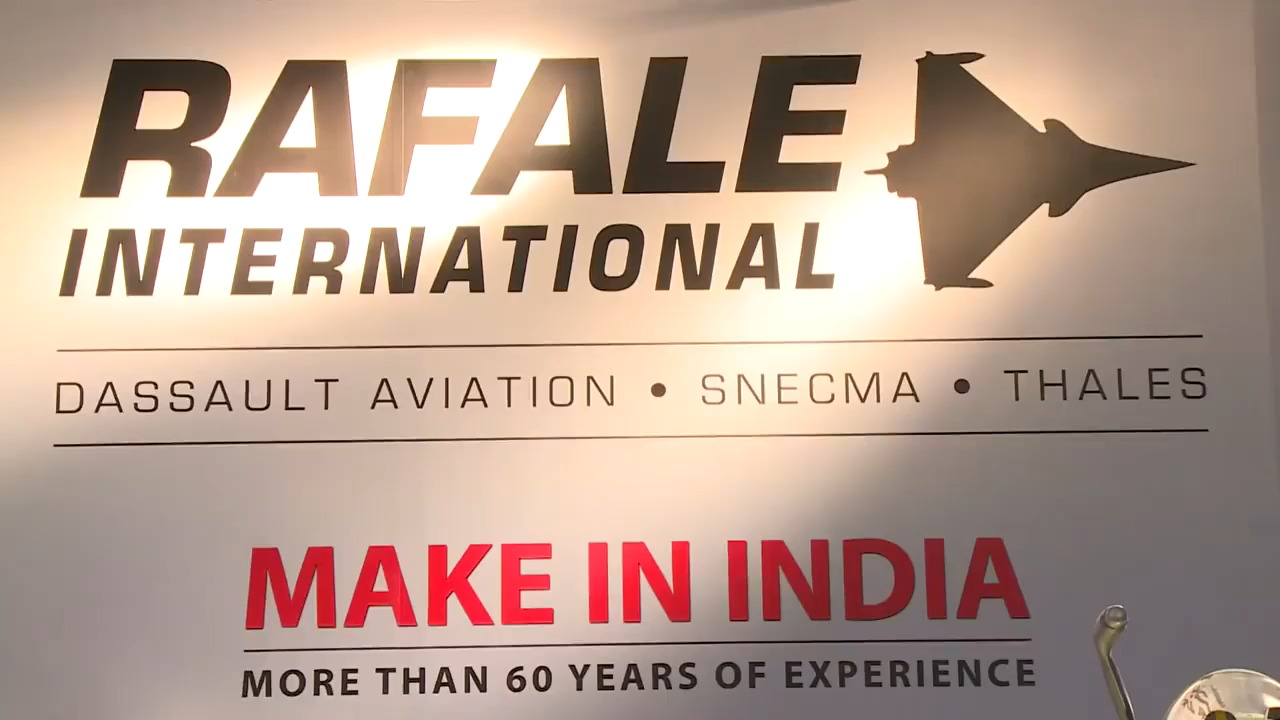 RAFALE
INTERNATIONAL
DASSAULT AVIATION • SNECMA • THALES
MAKE IN INDIA
MORE THAN 60 YEARS OF EXPERIENCE